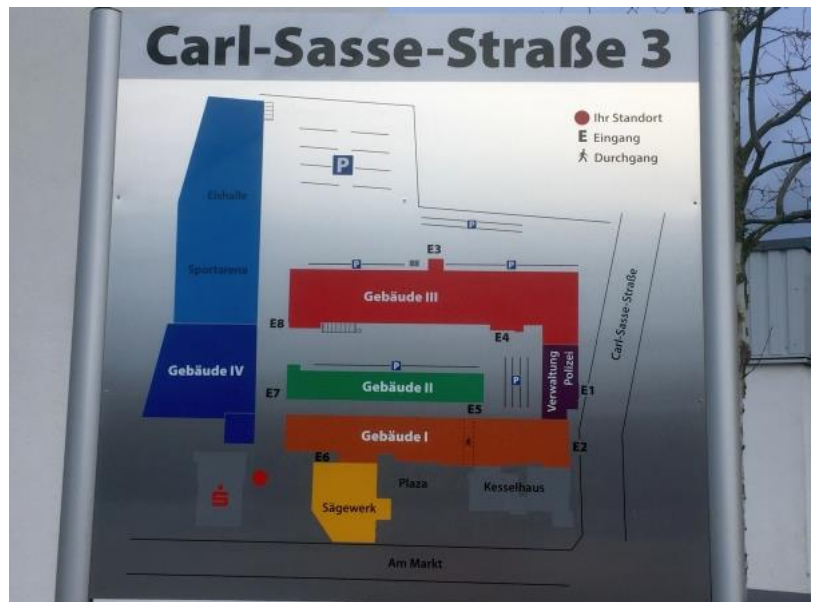 Carl-Sasse-Straße 3
Ihr Standort
E Eingang
Durchgang
P
P
Eishalle
Sportarena
E3
P
P
Gebäude III
Carl-Sasse-Straße
E8
E4
Gebäude IV
P
P
Verwaltung
Polizei
E7
Gebäude II
E1
E5
Gebäude I
E2
E6
Plaza
Kesselhaus
Sägewerk
Am Markt